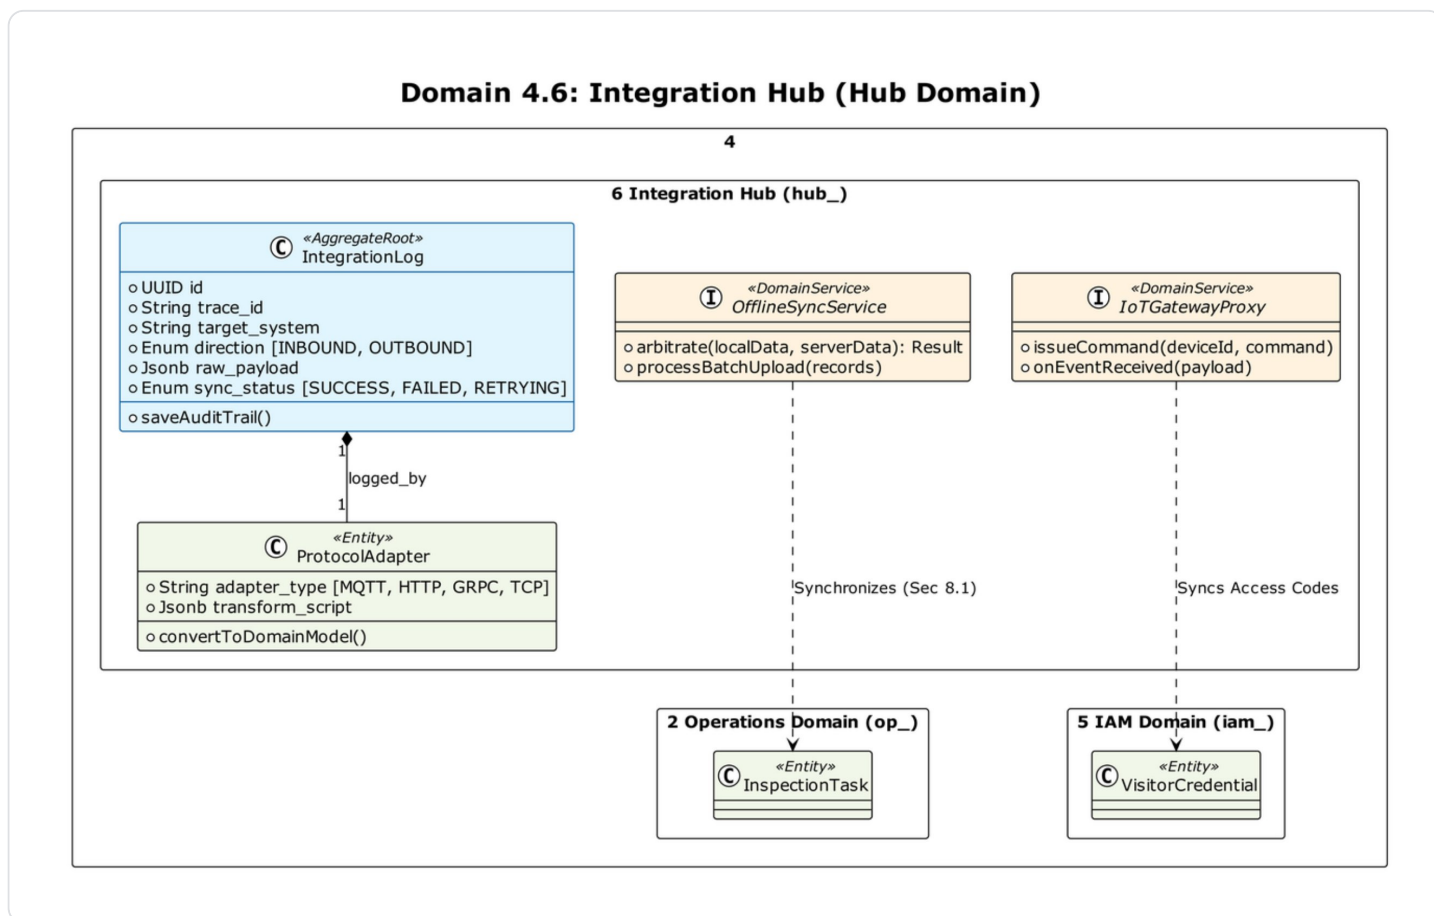 Domain 4.6: Integration Hub (Hub Domain)
4
6 Integration Hub (hub_)
C
«AggregateRoot»
IntegrationLog
UUID id
String trace_id
String target_system
Enum direction [INBOUND, OUTBOUND]
Jsonb raw_payload
Enum sync_status [SUCCESS, FAILED, RETRYING]
saveAuditTrail()
I
«DomainService»
OfflineSyncService
arbitrate(localData, serverData): Result
processBatchUpload(records)
I
«DomainService»
IoTGatewayProxy
issueCommand(deviceId, command)
onEventReceived(payload)
1
logged_by
1
C
«Entity»
ProtocolAdapter
String adapter_type [MQTT, HTTP, GRPC, TCP]
Jsonb transform_script
convertToDomainModel()
Synchronizes (Sec 8.1)
Syncs Access Codes
2 Operations Domain (op_)
C
«Entity»
InspectionTask
5 IAM Domain (iam_)
C
«Entity»
VisitorCredential